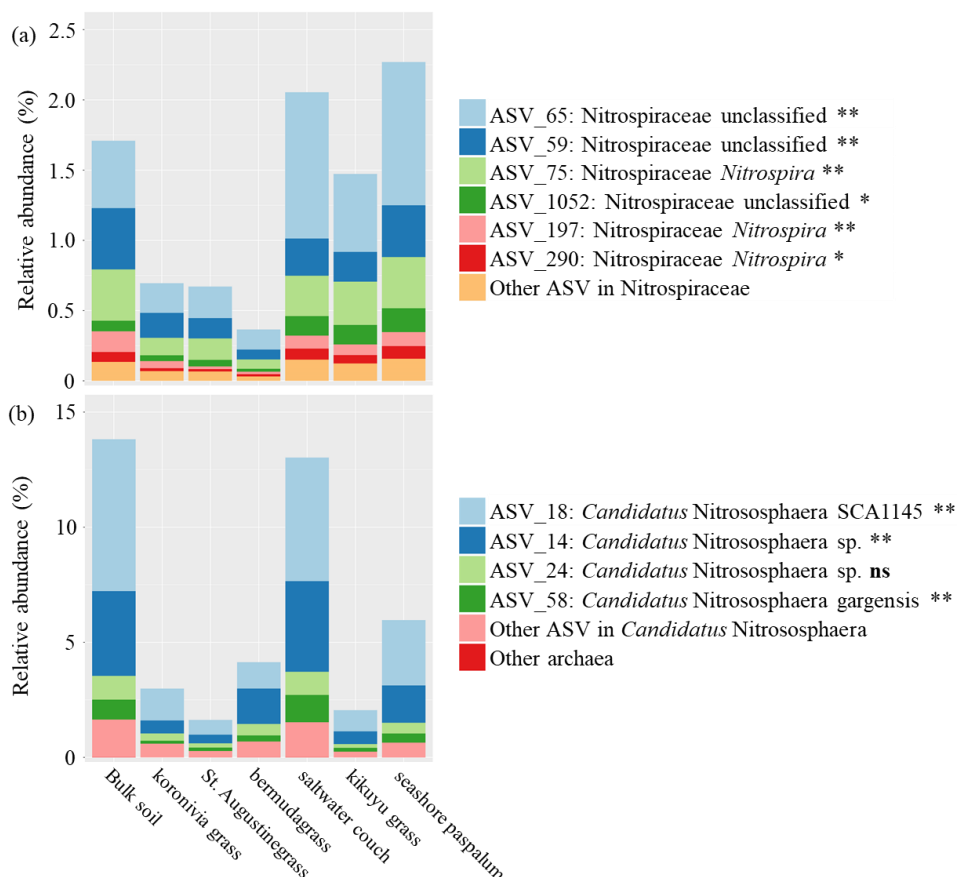 (a)
2.5
2.0
1.5
1.0
0.5
0
Relative abundance (%)
ASV_65: Nitrospiraceae unclassified **
ASV_59: Nitrospiraceae unclassified **
ASV_75: Nitrospiraceae Nitrospira **
ASV_1052: Nitrospiraceae unclassified *
ASV_197: Nitrospiraceae Nitrospira **
ASV_290: Nitrospiraceae Nitrospira *
Other ASV in Nitrospiraceae
(b)
15
10
5
0
Relative abundance (%)
ASV_18: Candidatus Nitrososphaera SCA1145 **
ASV_14: Candidatus Nitrososphaera sp. **
ASV_24: Candidatus Nitrososphaera sp. ns
ASV_58: Candidatus Nitrososphaera gargensis **
Other ASV in Candidatus Nitrososphaera
Other archaea
Bulk soil
koronivia grass
St. Augustinegrass
bermudagrass
saltwater couch
kikuyu grass
seashore paspalum